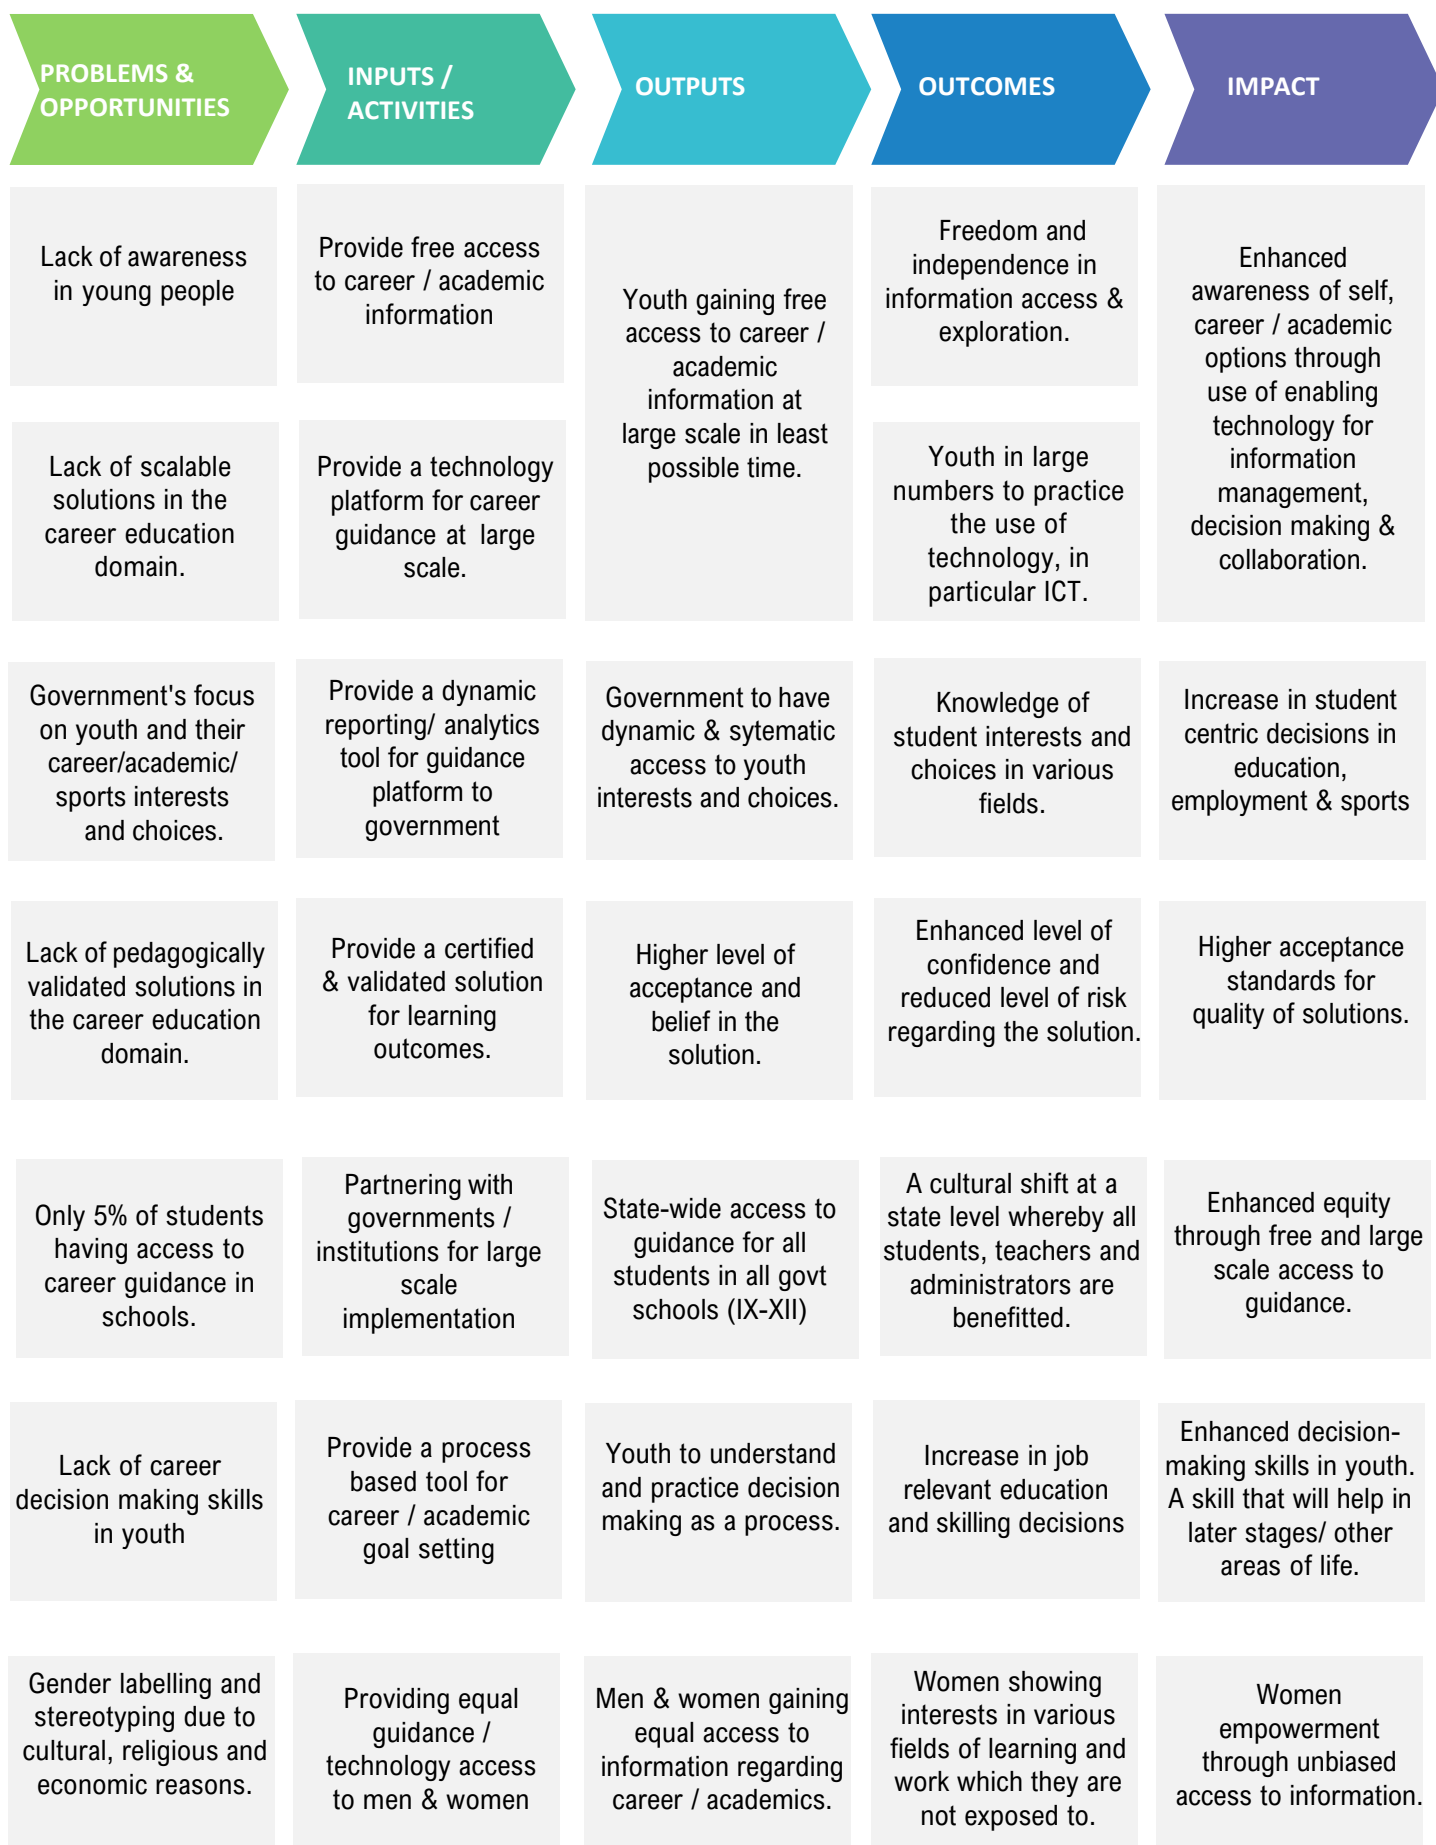 PROBLEMS &
OPPORTUNITIES
INPUTS /
ACTIVITIES
OUTPUTS
OUTCOMES
IMPACT
Lack of awareness
in young people
Provide free access
to career / academic
information
Youth gaining free
access to career /
academic
information at
large scale in least
possible time.
Freedom and
independence in
information access &
exploration.
Enhanced
awareness of self,
career / academic
options through
use of enabling
technology for
information
management,
decision making &
collaboration.
Lack of scalable
solutions in the
career education
domain.
Provide a technology
platform for career
guidance at large
scale.
Youth in large
numbers to practice
the use of
technology, in
particular ICT.
Government's focus
on youth and their
career/academic/
sports interests
and choices.
Provide a dynamic
reporting/ analytics
tool for guidance
platform to
government
Government to have
dynamic & sytematic
access to youth
interests and choices.
Knowledge of
student interests and
choices in various
fields.
Increase in student
centric decisions in
education,
employment & sports
Lack of pedagogically
validated solutions in
the career education
domain.
Provide a certified
& validated solution
for learning
outcomes.
Higher level of
acceptance and
belief in the
solution.
Enhanced level of
confidence and
reduced level of risk
regarding the solution.
Higher acceptance
standards for
quality of solutions.
Only 5% of students
having access to
career guidance in
schools.
Partnering with
governments /
institutions for large
scale
implementation
State-wide access to
guidance for all
students in all govt
schools (IX-XII)
A cultural shift at a
state level whereby all
students, teachers and
administrators are
benefitted.
Enhanced equity
through free and large
scale access to
guidance.
Lack of career
decision making skills
in youth
Provide a process
based tool for
career / academic
goal setting
Youth to understand
and practice decision
making as a process.
Increase in job
relevant education
and skilling decisions
Enhanced decision-
making skills in youth.
A skill that will help in
later stages/ other
areas of life.
Gender labelling and
stereotyping due to
cultural, religious and
economic reasons.
Providing equal
guidance /
technology access
to men & women
Men & women gaining
equal access to
information regarding
career / academics.
Women showing
interests in various
fields of learning and
work which they are
not exposed to.
Women
empowerment
through unbiased
access to information.